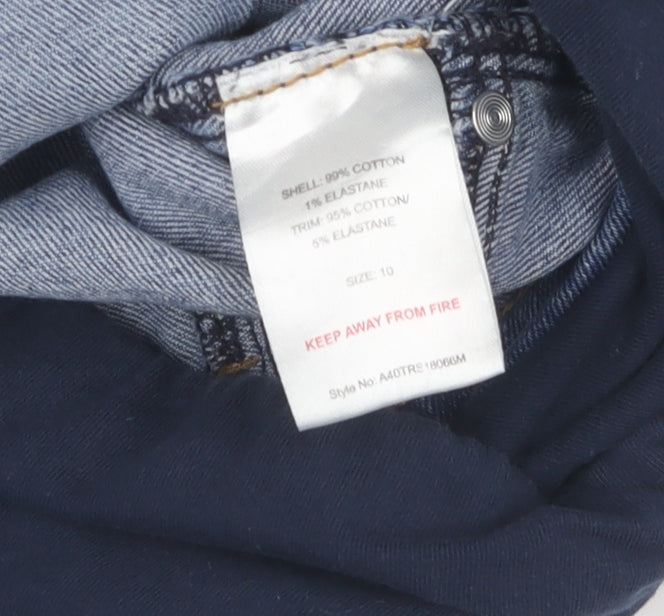 SHELL: 99% COTTON
1% ELASTANE
TRIM: 95% COTTON/
5% ELASTANE
SIZE: 10
KEEP AWAY FROM FIRE
Style No: A40TRS18066M